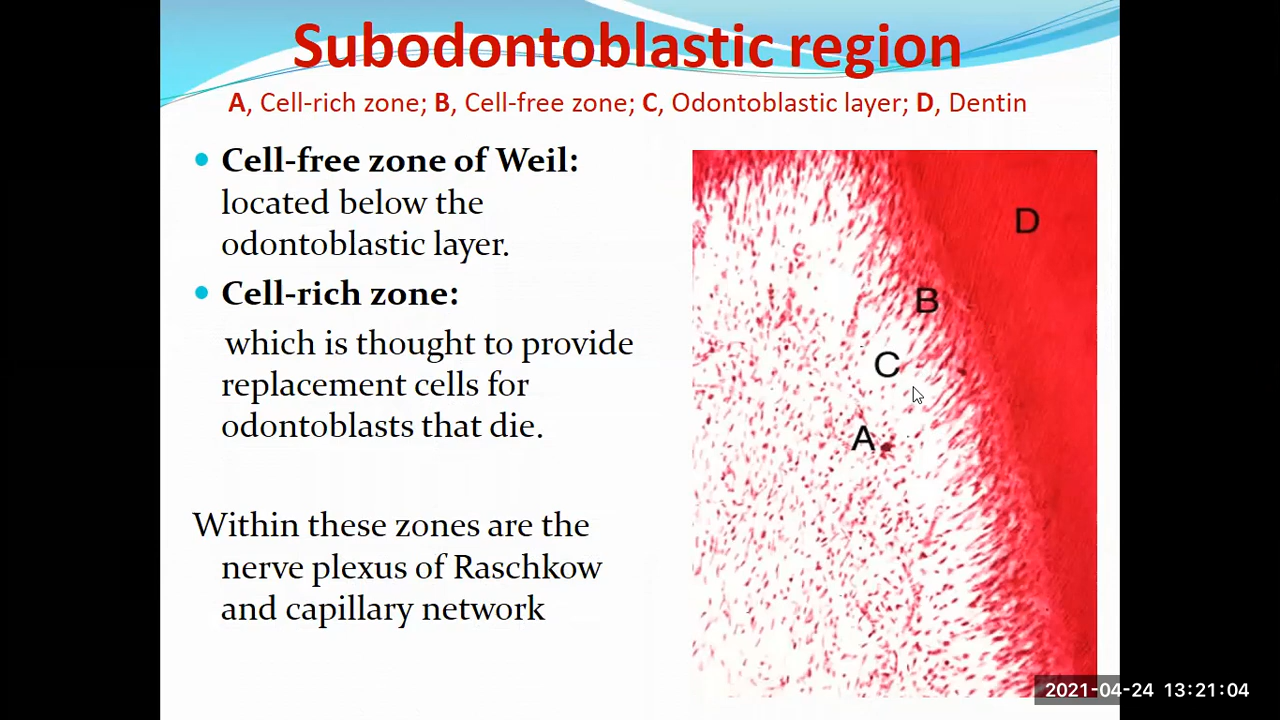 Subodontoblastic region
A, Cell-rich zone; B, Cell-free zone; C, Odontoblastic layer; D, Dentin
• Cell-free zone of Weil:
located below the
odontoblastic layer.
• Cell-rich zone:
which is thought to provide
replacement cells for
odontoblasts that die.
Within these zones are the
nerve plexus of Raschkow
and capillary network
D
B
C
A
2021-04-24 13:21:04